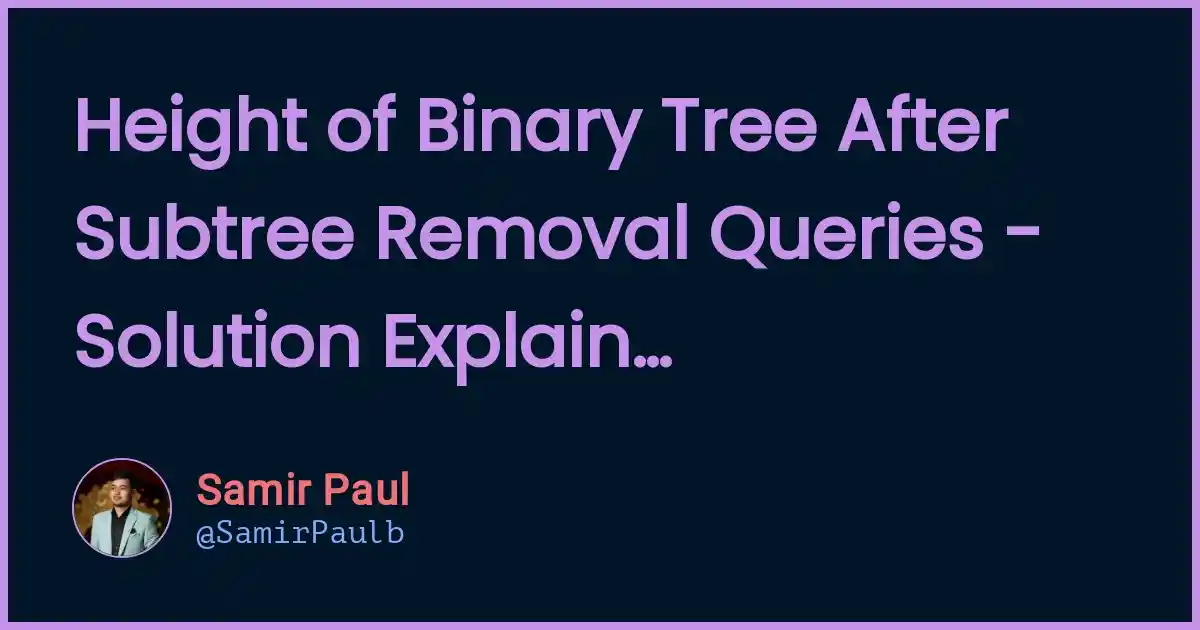 Height of Binary Tree After
Subtree Removal Queries -
Solution Explain...
Samir Paul
@SamirPaulb